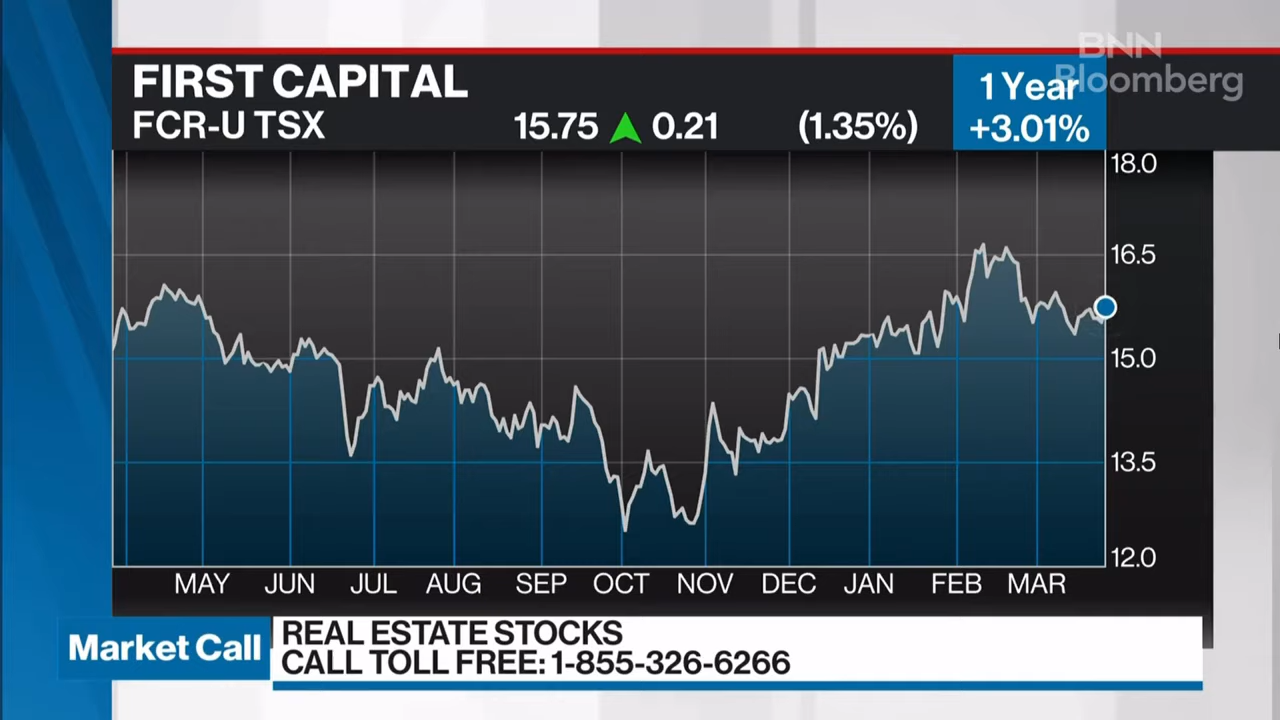 BNN
Bloomberg
FIRST CAPITAL
FCR-U TSX 15.75 0.21 (1.35%)
1 Year
+3.01%
18.0
16.5
15.0
13.5
12.0
MAY JUN JUL AUG SEP OCT NOV DEC JAN FEB MAR
Market Call
REAL ESTATE STOCKS
CALL TOLL FREE: 1-855-326-6266